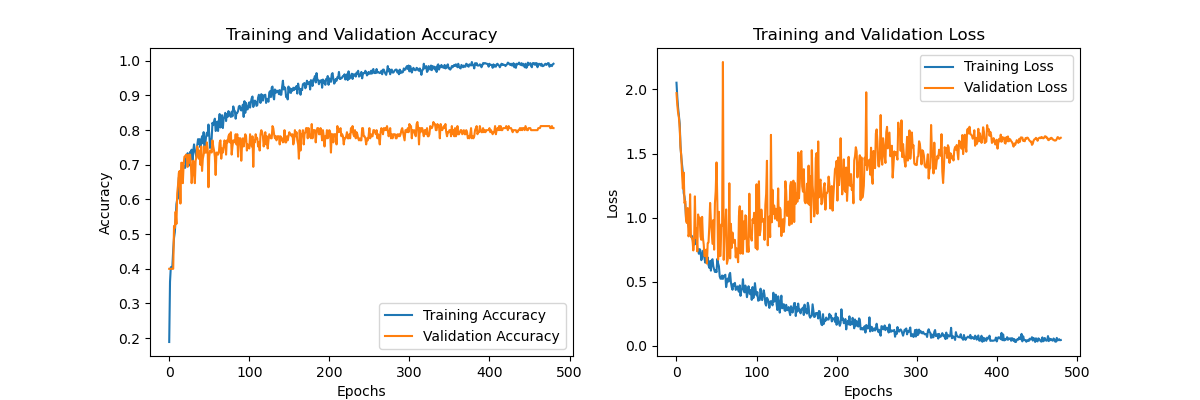 Training and Validation Accuracy
Accuracy
1.0
0.9
0.8
0.7
0.6
0.5
0.4
0.3
0.2
Training Accuracy
Validation Accuracy
0
100
200
300
400
500
Epochs
Training and Validation Loss
Loss
2.0
1.5
1.0
0.5
0.0
Training Loss
Validation Loss
0
100
200
300
400
500
Epochs